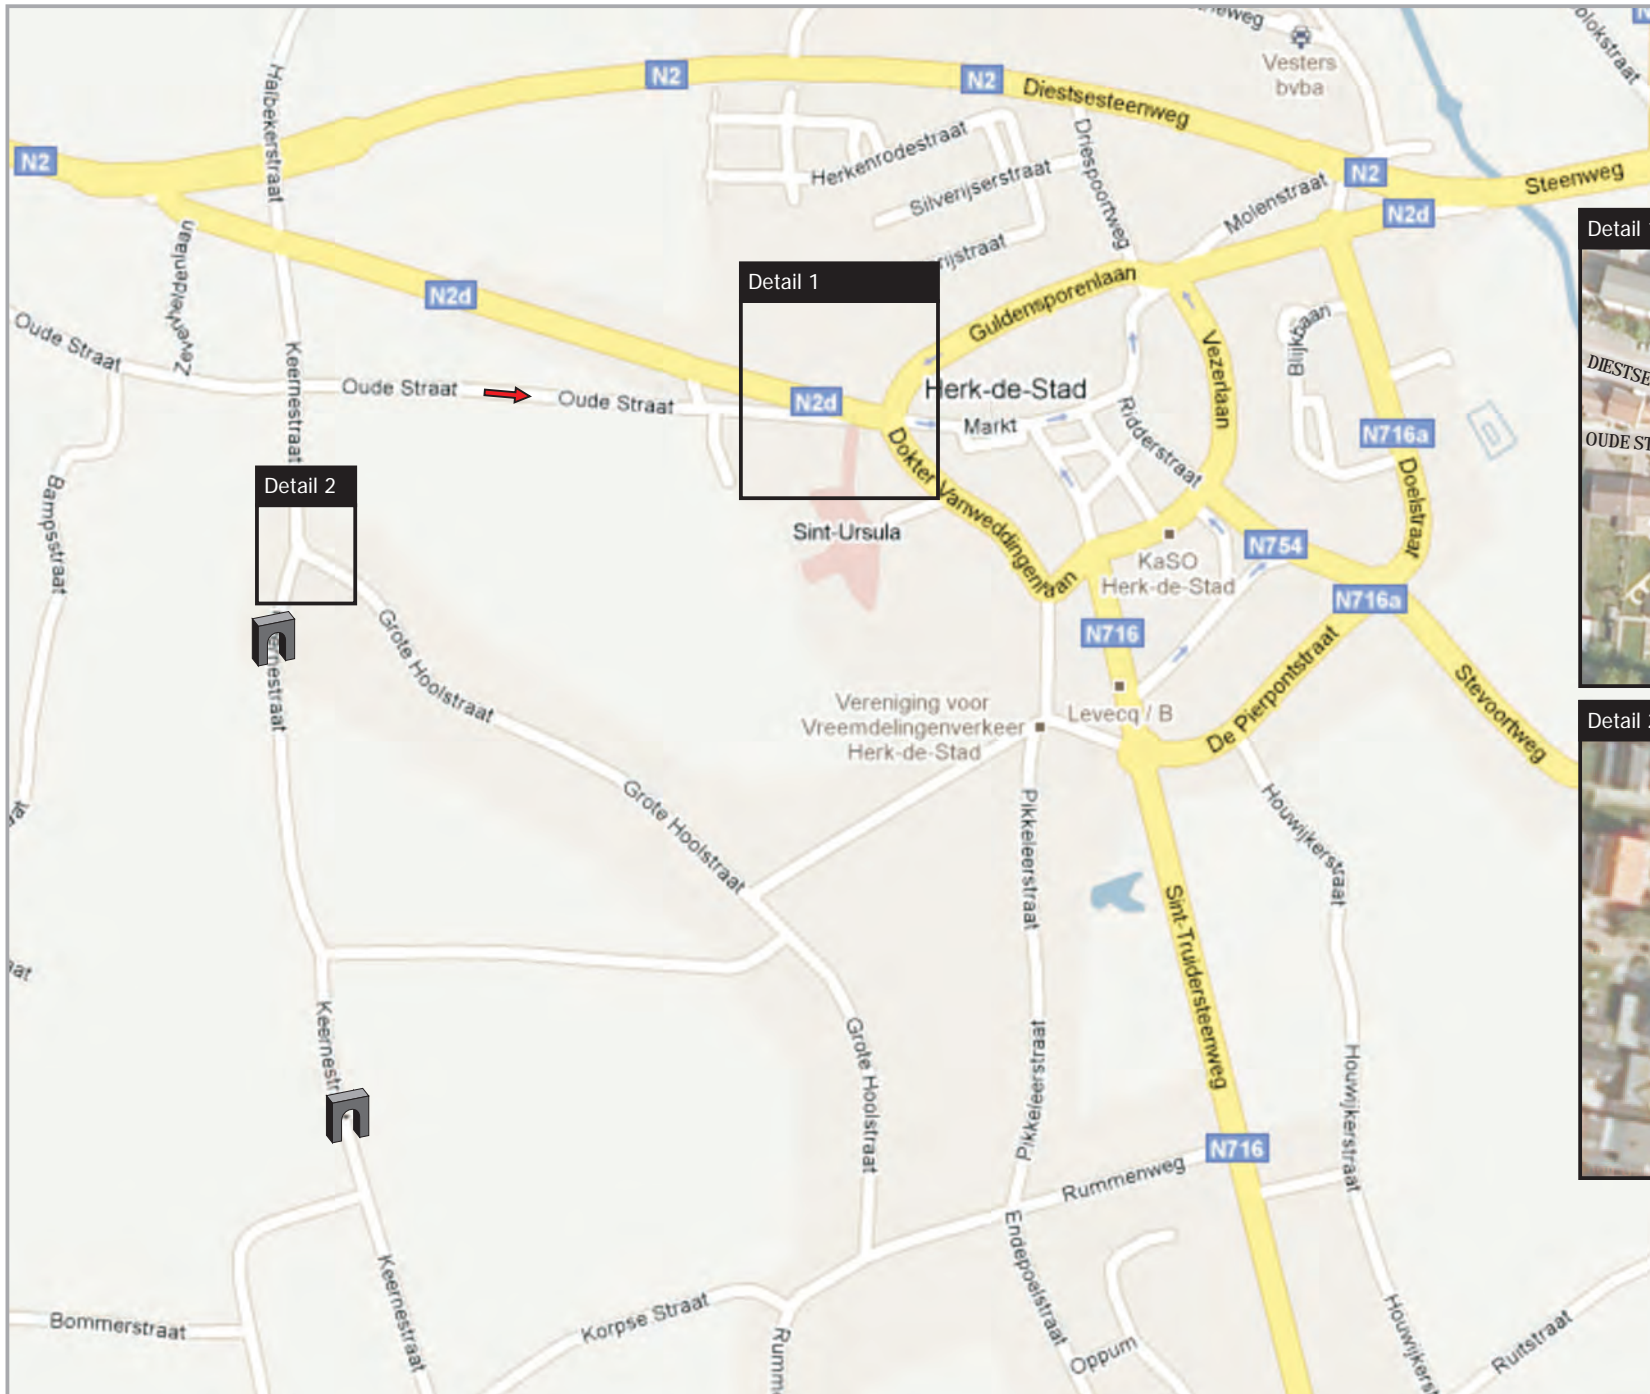 Vesters
bvba
N2
N2
Diestsesteenweg
Halbekerstraat
Driespoortweg
Herkenrodestraat
N2
N2
Steenweg
Silverijserstraat
Molenstraat
N2d
Zevenheldenlaan
Detail 1
Detail 1
Guldensporenlaan
N2d
Blijkbaan
Oude Straat
Keernestraat
Vezerlaan
Oude Straat
Oude Straat
N2d
Herk-de-Stad
Markt
Ridderstraat
N716a
OUDE ST
Dokter Vanweddingenlaan
Doelstraat
Detail 2
Bampsstraat
Sint-Ursula
KaSO
Herk-de-Stad
N754
N716a
Grote Hoolstraat
N716
Vereniging voor
Vreemdelingenverkeer
Herk-de-Stad
Levecq / B
De Pierpontstraat
Stevoortweg
Detail
Grote Hoolstraat
Pikkeleerstraat
Houwijkerstraat
Sint-Truidersteenweg
Keernestr
Grote Hoolstraat
Pikkeleerstraat
Houwijkerstraat
N716
Rummenweg
Endepoelstraat
Keernestraat
Bommerstraat
Korpse Straat
Oppum
Ruitstraat